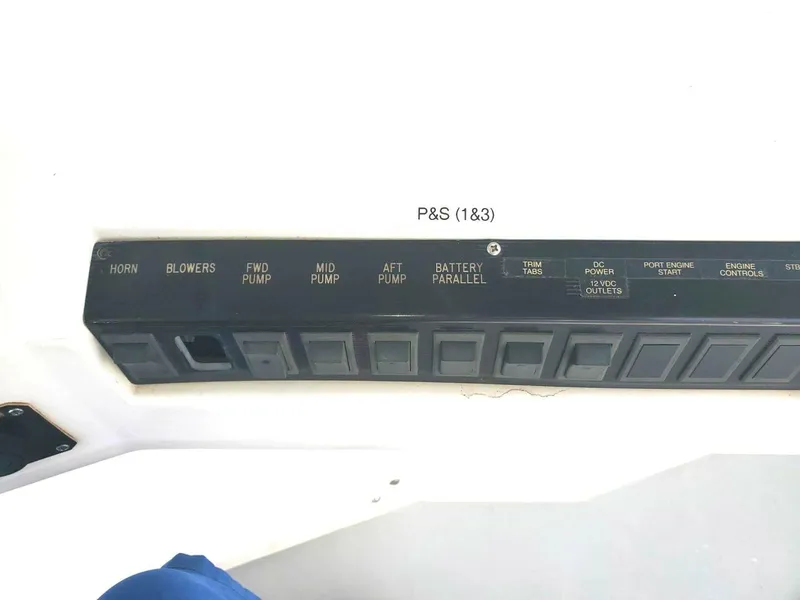 P&S (1&3)
HORN
BLOWERS
FWD
PUMP
MID
PUMP
AFT
PUMP
BATTERY
PARALLEL
TRIM
TABS
DC
POWER
12 VDC
OUTLETS
PORT ENGINE
START
ENGINE
CONTROLS
STB